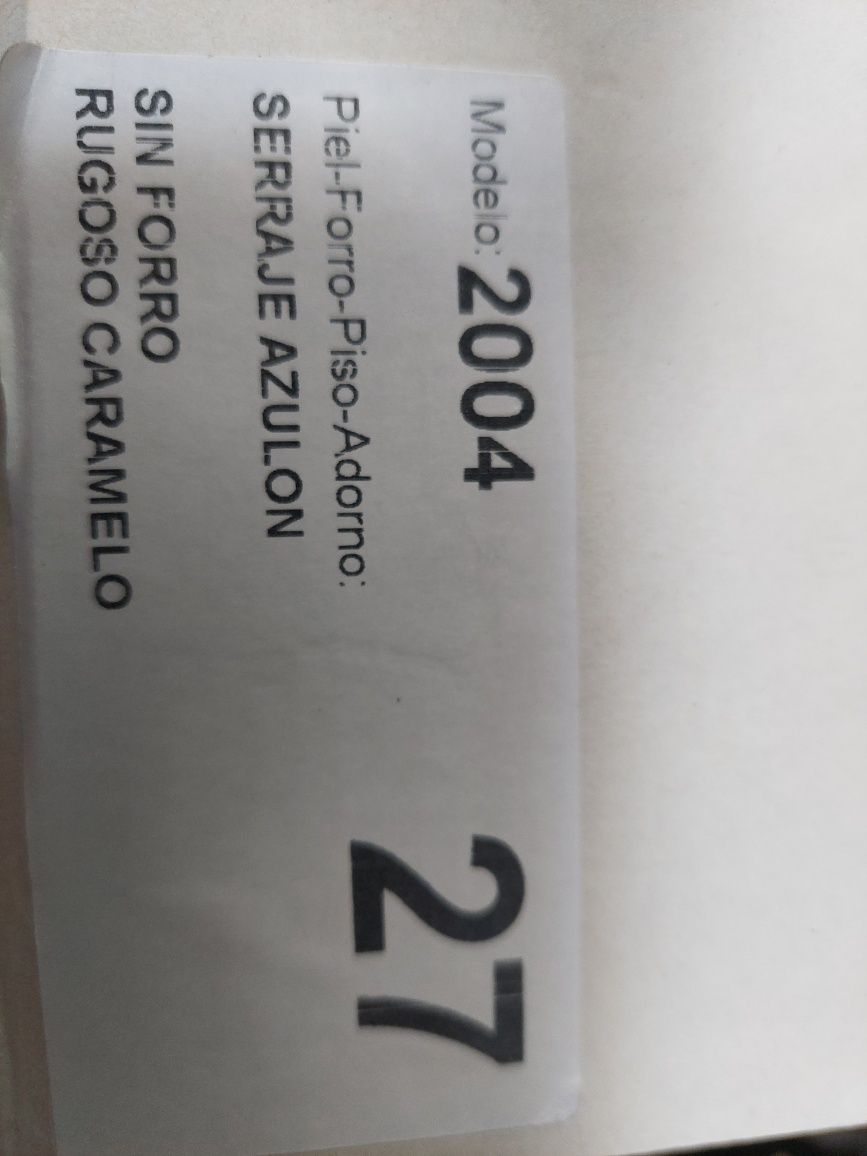 Modelo: 2004
27
Piel-Forro-Piso-Adorno:
SERRAJE AZULON
SIN FORRO
RUGOSO CARAMELO